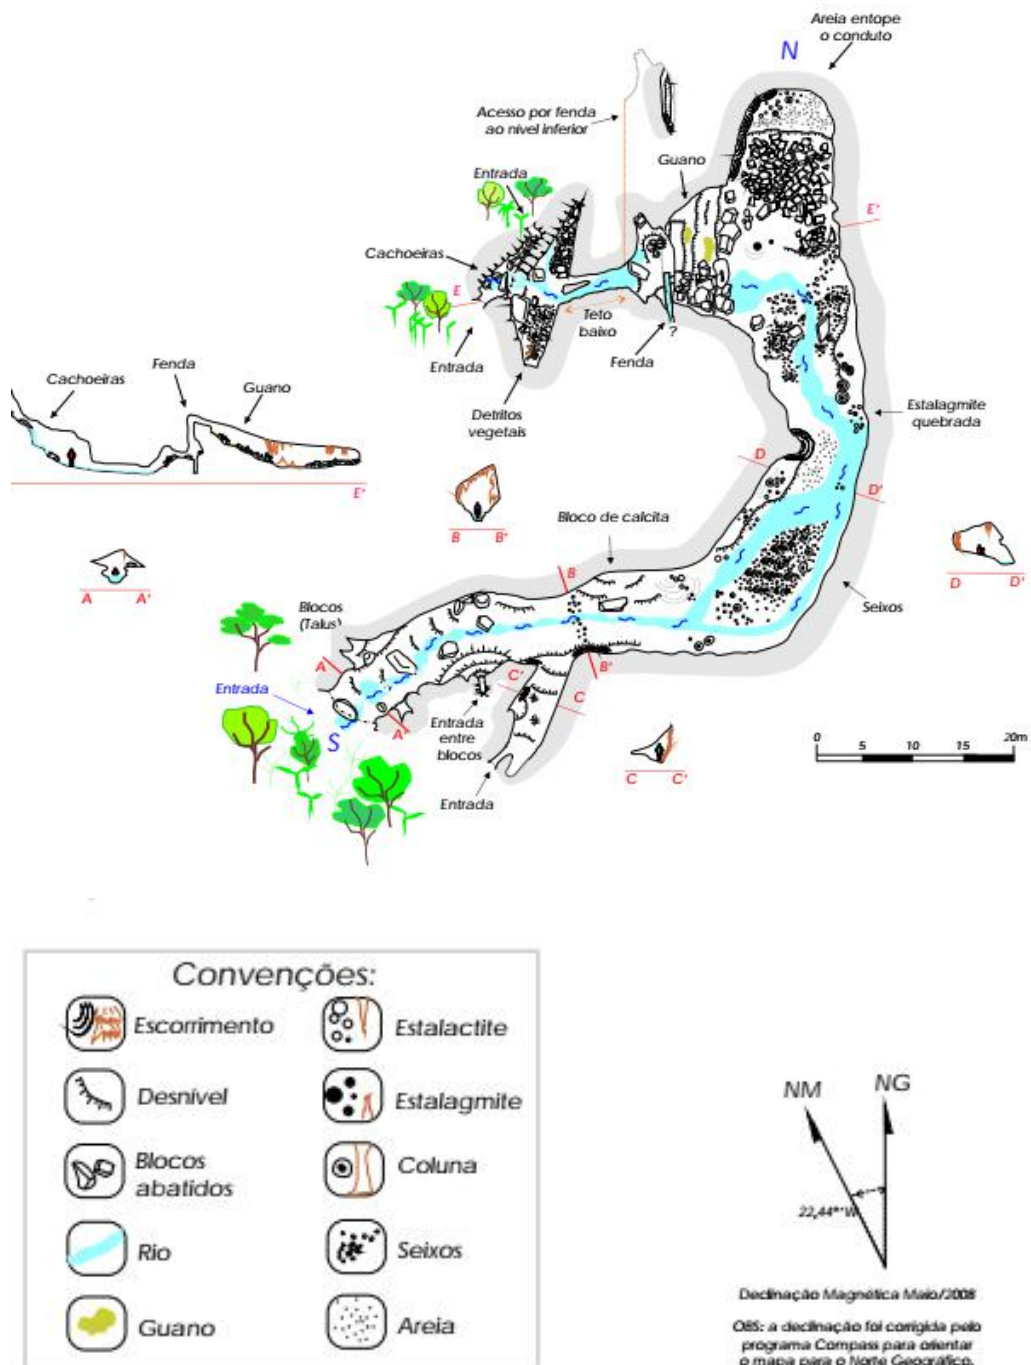 Areia entope
o conduto
N
Acesso por fenda
ao nível inferior
Guano
Entrada
E'
Cachoeiras
E
Teto
baixo
?
Entrada
Fenda
Fenda
Cachoeiras
Guano
Detritos
vegetais
Estalagmite
quebrada
D
E'
D'
B B'
Bloco de calcita
A A'
D D'
B
Blocos
(Talus)
Seixos
A
C'
B'
Entrada
C
S
A'
Entrada
entre
blocos
C C'
0 5 10 15 20m
Entrada
Convenções:
Escorrimento
Estalactite
Desnível
Estalagmite
Blocos
abatidos
Coluna
Rio
Seixos
Guano
Areia
NM NG
22,44°'W
Declinação Magnética Maio/2008
OBS: a declinação foi corrigida pelo
programa Compass para orientar
o mapa para o Norte Geográfico.